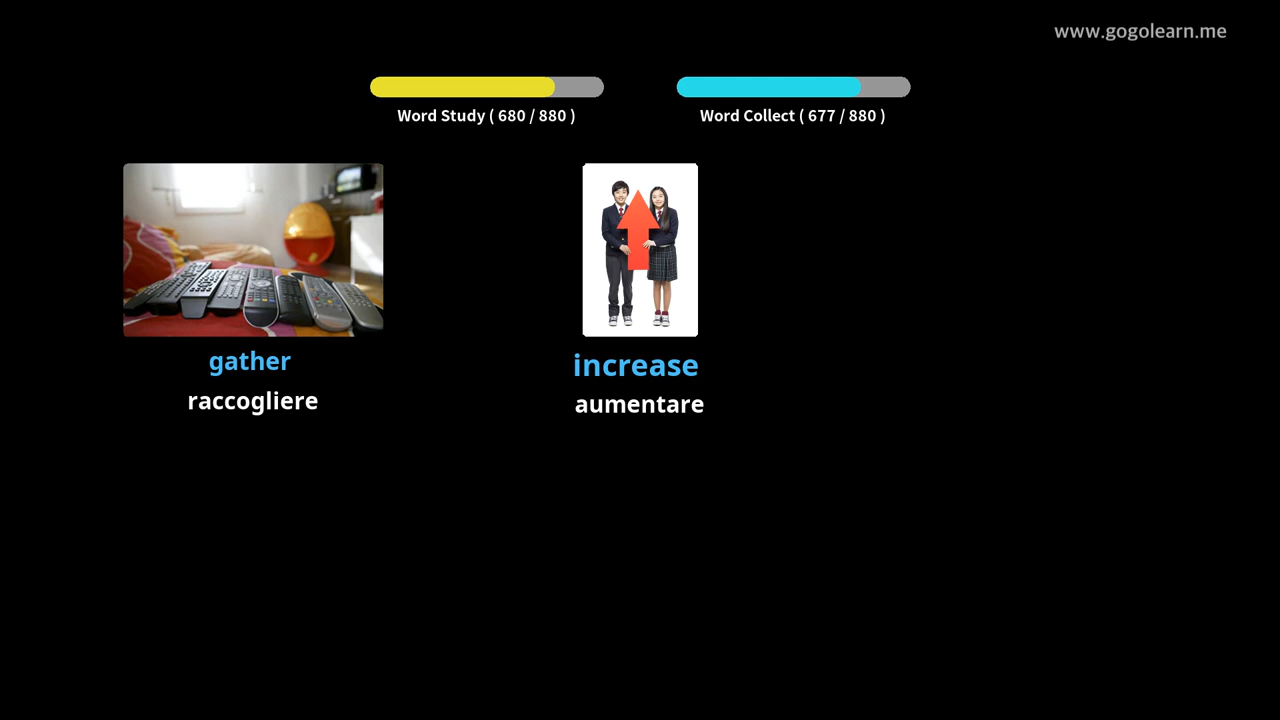 www.gogolearn.me
Word Study ( 680 / 880 )
Word Collect ( 677 / 880 )
gather
raccogliere
increase
aumentare